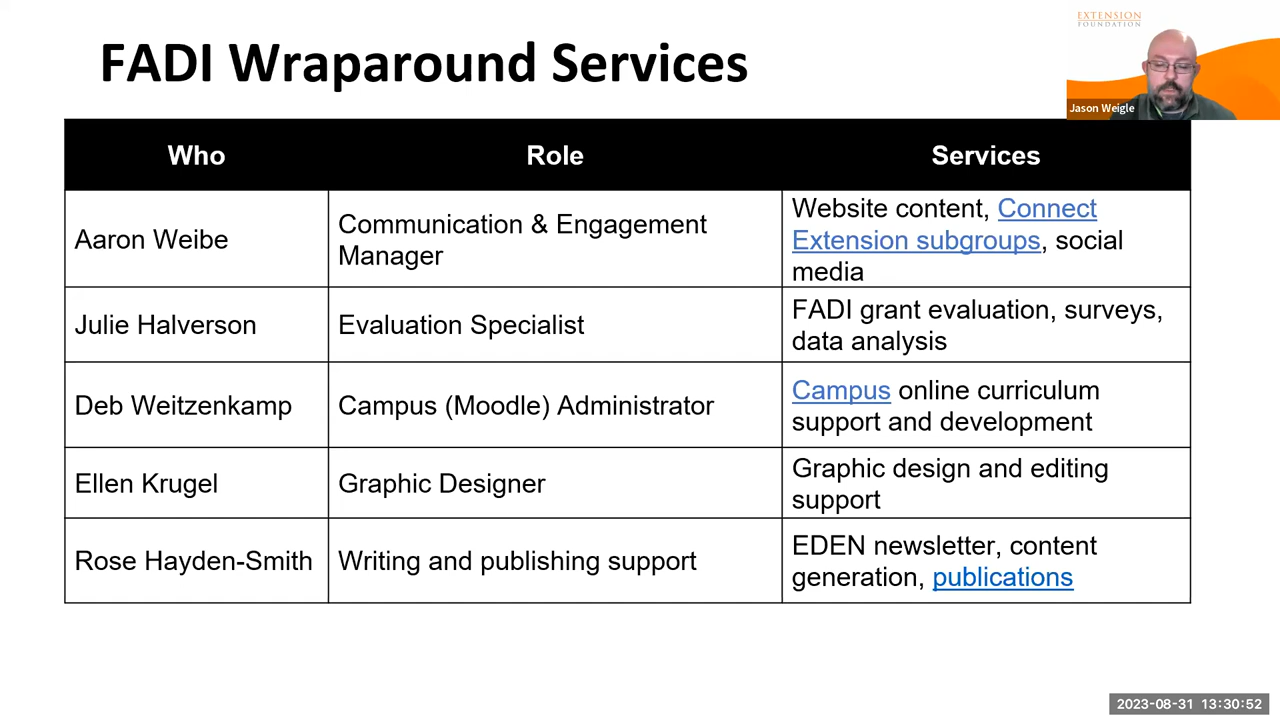 EXTENSION
FOUNDATION
FADI Wraparound Services
Jason Weigle
Who
Role
Services
Aaron Weibe
Communication & Engagement
Manager
Website content, Connect
Extension subgroups, social
media
Julie Halverson
Evaluation Specialist
FADI grant evaluation, surveys,
data analysis
Deb Weitzenkamp
Campus (Moodle) Administrator
Campus online curriculum
support and development
Ellen Krugel
Graphic Designer
Graphic design and editing
support
Rose Hayden-Smith
Writing and publishing support
EDEN newsletter, content
generation, publications
2023-08-31 13:30:52